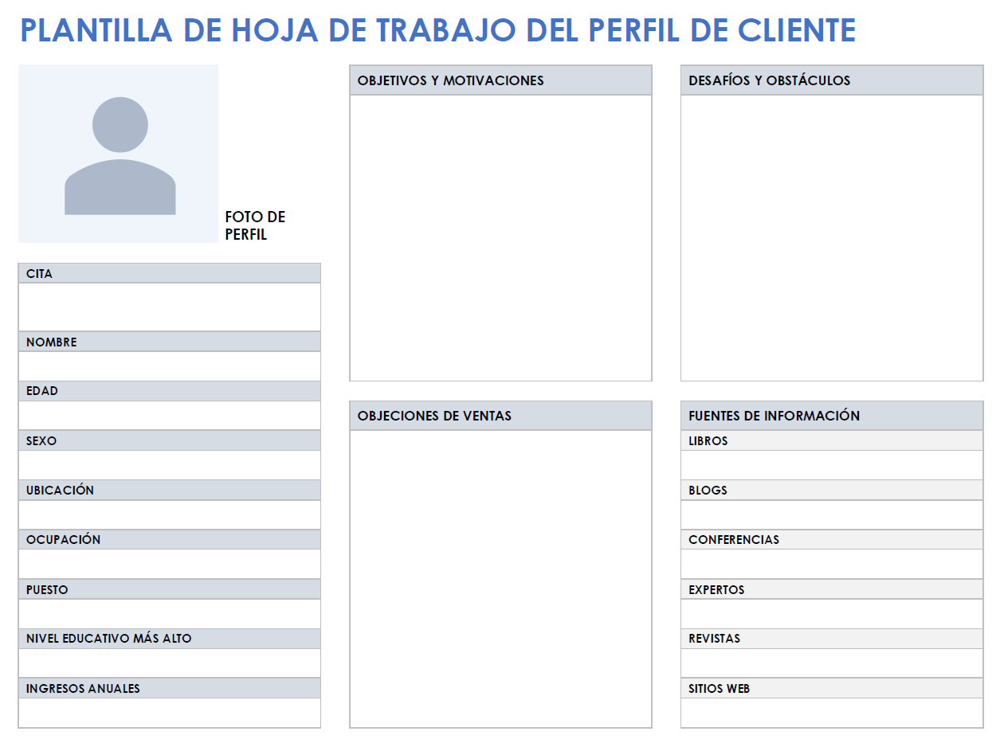 PLANTILLA DE HOJA DE TRABAJO DEL PERFIL DE CLIENTE
FOTO DE
PERFIL
CITA
NOMBRE
EDAD
SEXO
UBICACIÓN
OCUPACIÓN
PUESTO
NIVEL EDUCATIVO MÁS ALTO
INGRESOS ANUALES
OBJETIVOS Y MOTIVACIONES
OBJECIONES DE VENTAS
DESAFÍOS Y OBSTÁCULOS
FUENTES DE INFORMACIÓN
LIBROS
BLOGS
CONFERENCIAS
EXPERTOS
REVISTAS
SITIOS WEB